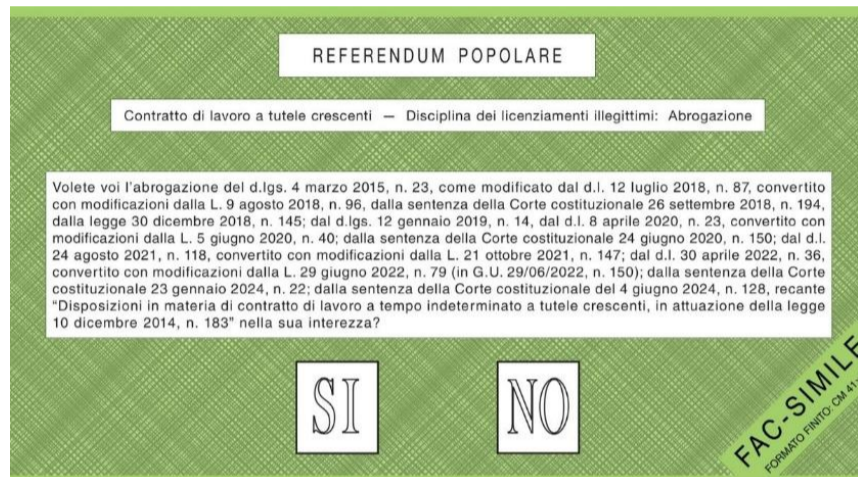 REFERENDUM POPOLARE
Contratto di lavoro a tutele crescenti — Disciplina dei licenziamenti illegittimi: Abrogazione
Volete voi l'abrogazione del d.lgs. 4 marzo 2015, n. 23, come modificato dal d.l. 12 luglio 2018, n. 87, convertito
con modificazioni dalla L. 9 agosto 2018, n. 96, dalla sentenza della Corte costituzionale 26 settembre 2018, n. 194,
dalla legge 30 dicembre 2018, n. 145; dal d.lgs. 12 gennaio 2019, n. 14, dal d.l. 8 aprile 2020, n. 23, convertito con
modificazioni dalla L. 5 giugno 2020, n. 40; dalla sentenza della Corte costituzionale 24 giugno 2020, n. 150; dal d.l.
24 agosto 2021, n. 118, convertito con modificazioni dalla L. 21 ottobre 2021, n. 147; dal d.l. 30 aprile 2022, n. 36,
convertito con modificazioni dalla L. 29 giugno 2022, n. 79 (in G.U. 29/06/2022, n. 150); dalla sentenza della Corte
costituzionale 23 gennaio 2024, n. 22; dalla sentenza della Corte costituzionale del 4 giugno 2024, n. 128, recante
"Disposizioni in materia di contratto di lavoro a tempo indeterminato a tutele crescenti, in attuazione della legge
10 dicembre 2014, n. 183" nella sua interezza?
SI NO
FAC-SIMILE
FORMATO FINITO: CM 41